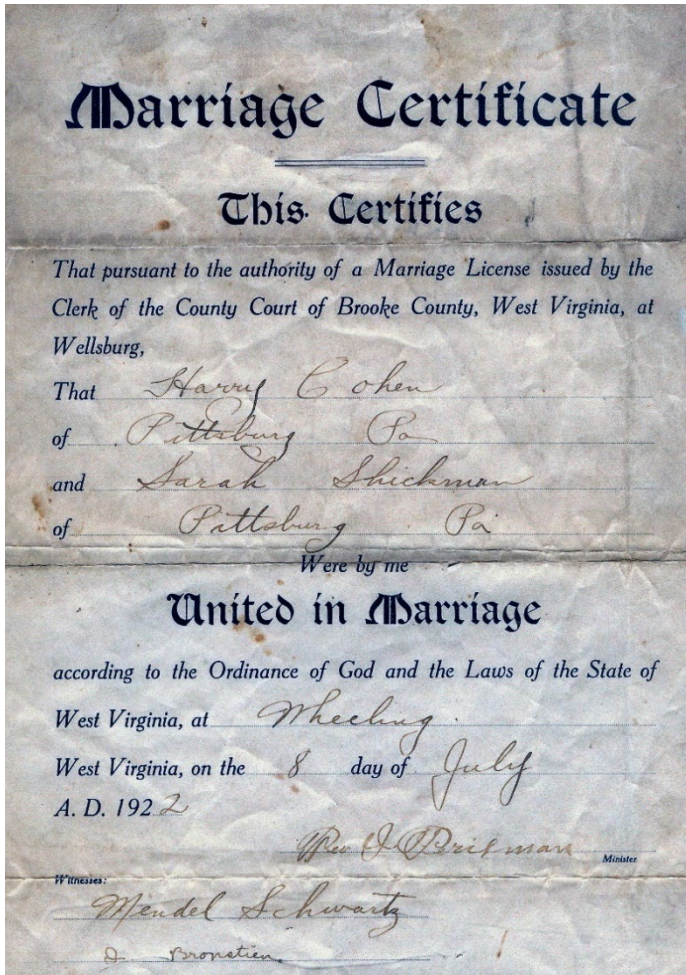 Marriage Certificate
This Certifies
That pursuant to the authority of a Marriage License issued by the
Clerk of the County Court of Brooke County, West Virginia, at
Wellsburg,
That Harry Cohen
of Pittsburg Pa
and Sarah Shickman
of Pittsburg Pa
Were by me
United in Marriage
according to the Ordinance of God and the Laws of the State of
West Virginia, at Wheeling.
West Virginia, on the 8 day of July
A. D. 1922
Rev I. Brisman
Minister
Witnesses:
Mendel Schwartz
Bronstien